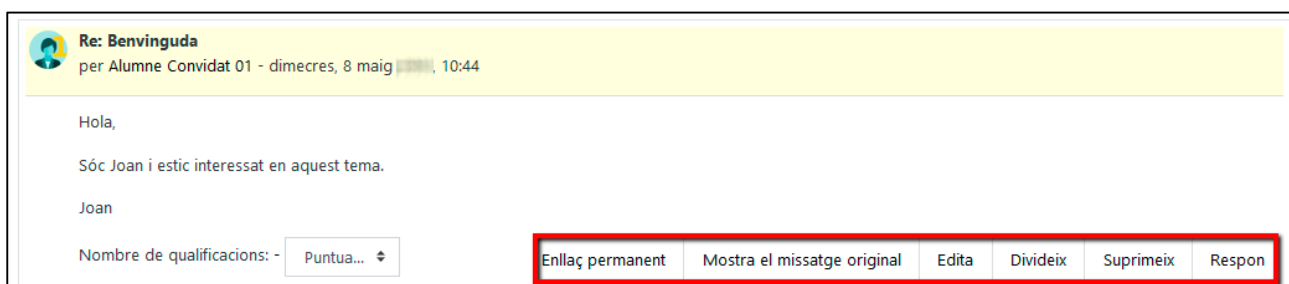 Re: Benvinguda
per Alumne Convidat 01 - dimecres, 8 maig , 10:44
Hola,
Sóc Joan i estic interessat en aquest tema.
Joan
Nombre de qualificacions: - Puntua... Enllaç permanent Mostra el missatge original Edita Divideix Suprimeix Respon